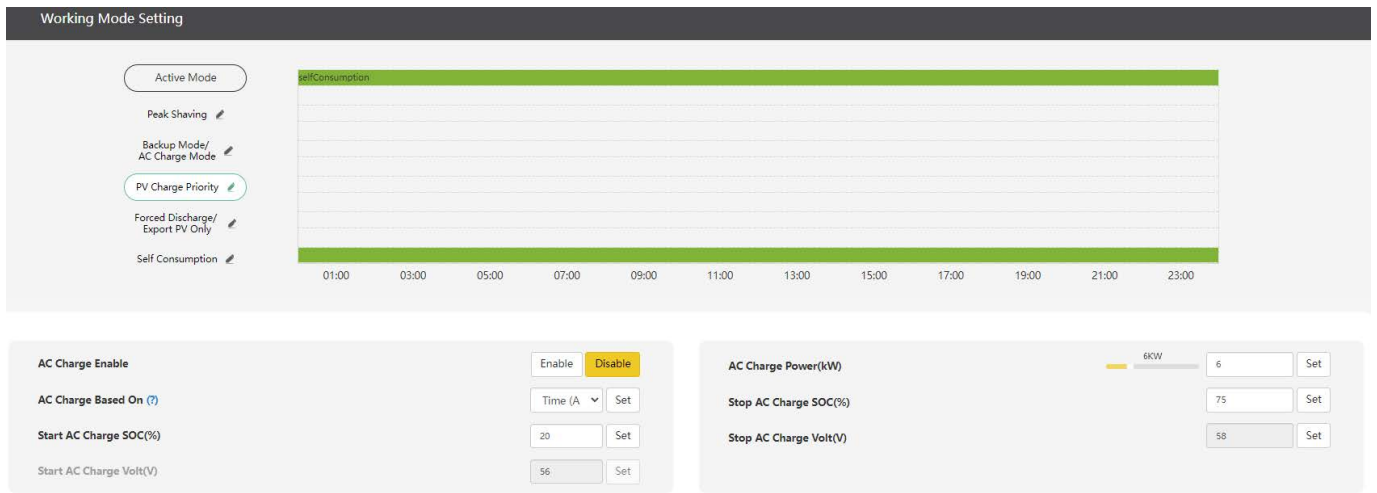 Working Mode Setting
Active Mode
selfConsumption
Peak Shaving
Backup Mode/
AC Charge Mode
PV Charge Priority
Forced Discharge/
Export PV Only
Self Consumption
01:00 03:00 05:00 07:00 09:00 11:00 13:00 15:00 17:00 19:00 21:00 23:00
AC Charge Enable Enable Disable
AC Charge Based On (?) Time (A Set
Start AC Charge SOC(%) 20 Set
Start AC Charge Volt(V) 56 Set
AC Charge Power(kW) 6KW 6 Set
Stop AC Charge SOC(%) 75 Set
Stop AC Charge Volt(V) 58 Set